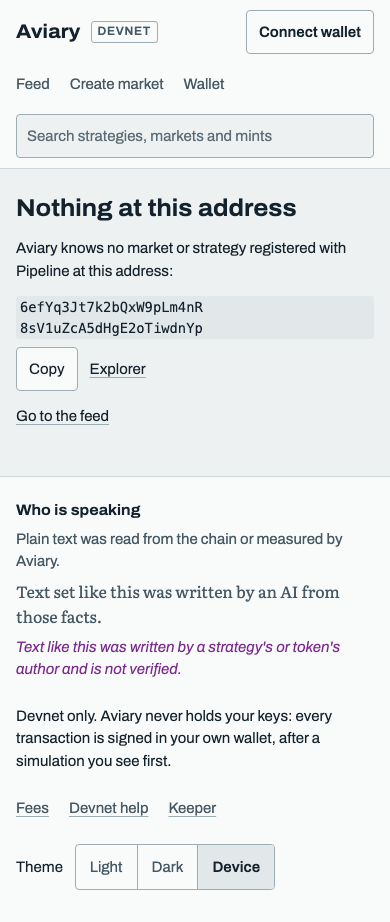 Aviary DEVNET Connect wallet
Feed Create market Wallet
Search strategies, markets and mints
Nothing at this address
Aviary knows no market or strategy registered with
Pipeline at this address:
6efYq3Jt7k2bQxW9pLm4nR
8sV1uZcA5dHgE2oTiwdnYp
Copy Explorer
Go to the feed
Who is speaking
Plain text was read from the chain or measured by
Aviary.
Text set like this was written by an AI from
those facts.
Text like this was written by a strategy's or token's
author and is not verified.
Devnet only. Aviary never holds your keys: every
transaction is signed in your own wallet, after a
simulation you see first.
Fees Devnet help Keeper
Theme Light Dark Device